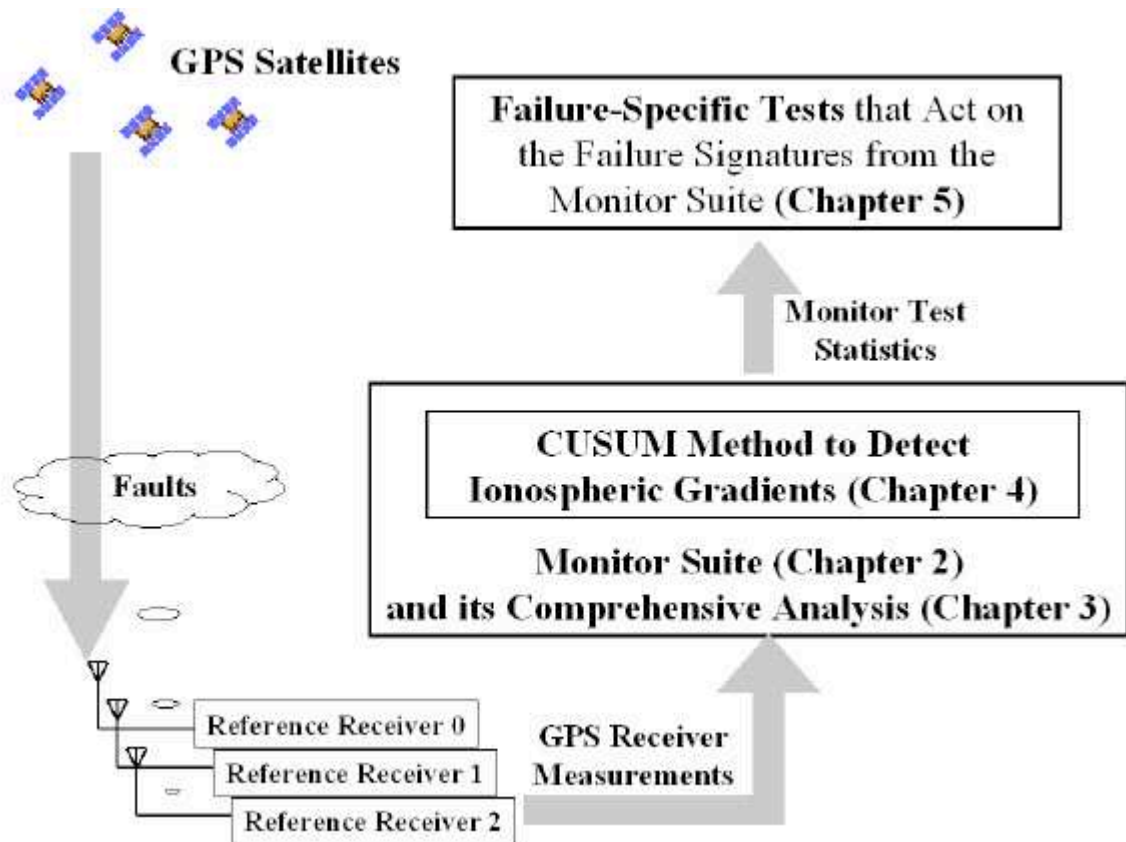 GPS Satellites
Failure-Specific Tests that Act on
the Failure Signatures from the
Monitor Suite (Chapter 5)
Monitor Test
Statistics
CUSUM Method to Detect
Ionospheric Gradients (Chapter 4)
Monitor Suite (Chapter 2)
and its Comprehensive Analysis (Chapter 3)
Faults
Reference Receiver 0
Reference Receiver 1
Reference Receiver 2
GPS Receiver
Measurements